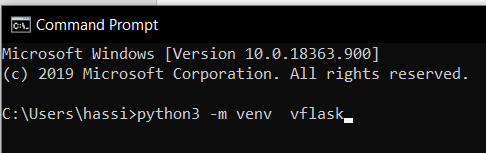 Command Prompt
Microsoft Windows [Version 10.0.18363.900]
(c) 2019 Microsoft Corporation. All rights reserved.
C:\Users\hassi>python3 -m venv  vflask